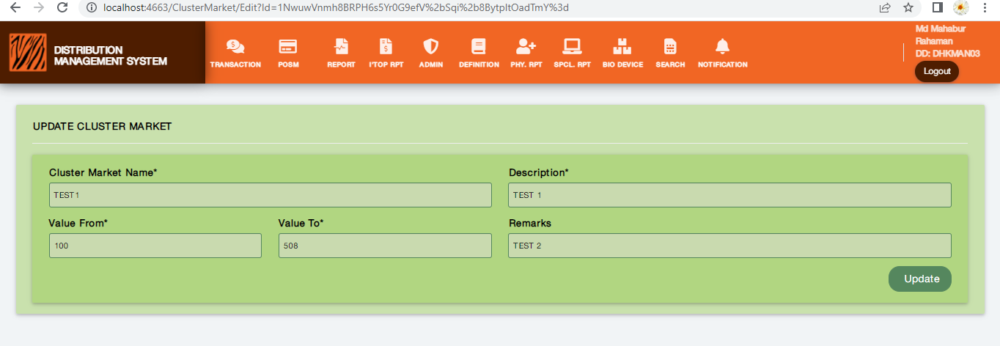 localhost:4663/ClusterMarket/Edit?Id=1NwuwVnmh8BRPH6s5Yr0G9efV%2bSqi%2b8BytpItOadTmY%3d
DISTRIBUTION
MANAGEMENT SYSTEM
TRANSACTION
POSM
REPORT
I'TOP RPT
ADMIN
DEFINITION
PHY. RPT
SPCL. RPT
BIO DEVICE
SEARCH
NOTIFICATION
Md Mahabur
Rahaman
DD: DHKMAN03
Logout
UPDATE CLUSTER MARKET
Cluster Market Name*
Description*
TEST1
TEST 1
Value From*
Value To*
Remarks
100
508
TEST 2
Update